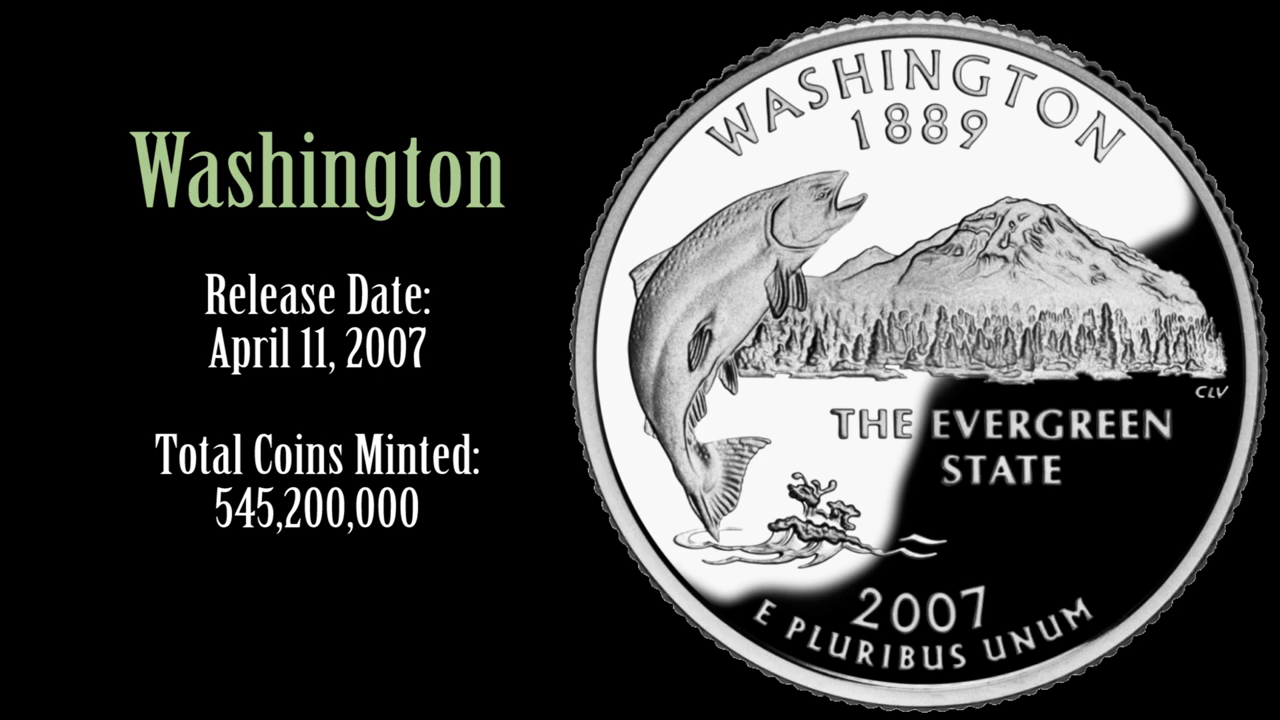 Washington
Release Date:
April 11, 2007
Total Coins Minted:
545,200,000
WASHINGTON
1889
CLV
THE EVERGREEN
STATE
2007
E PLURIBUS UNUM